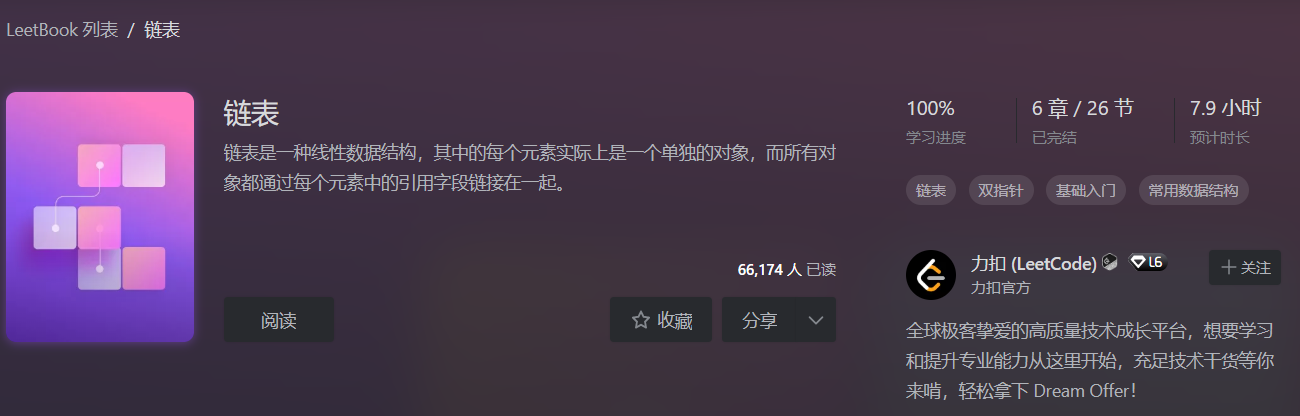 LeetBook 列表 / 链表
链表
链表是一种线性数据结构，其中的每个元素实际上是一个单独的对象，而所有对
象都通过每个元素中的引用字段链接在一起。
66,174 人 已读
阅读
收藏
分享
100%
学习进度
6 章 / 26 节
已完结
7.9 小时
预计时长
链表
双指针
基础入门
常用数据结构
力扣 (LeetCode) L6
力扣官方
关注
全球极客挚爱的高质量技术成长平台，想要学习
和提升专业能力从这里开始，充足技术干货等你
来啃，轻松拿下 Dream Offer！